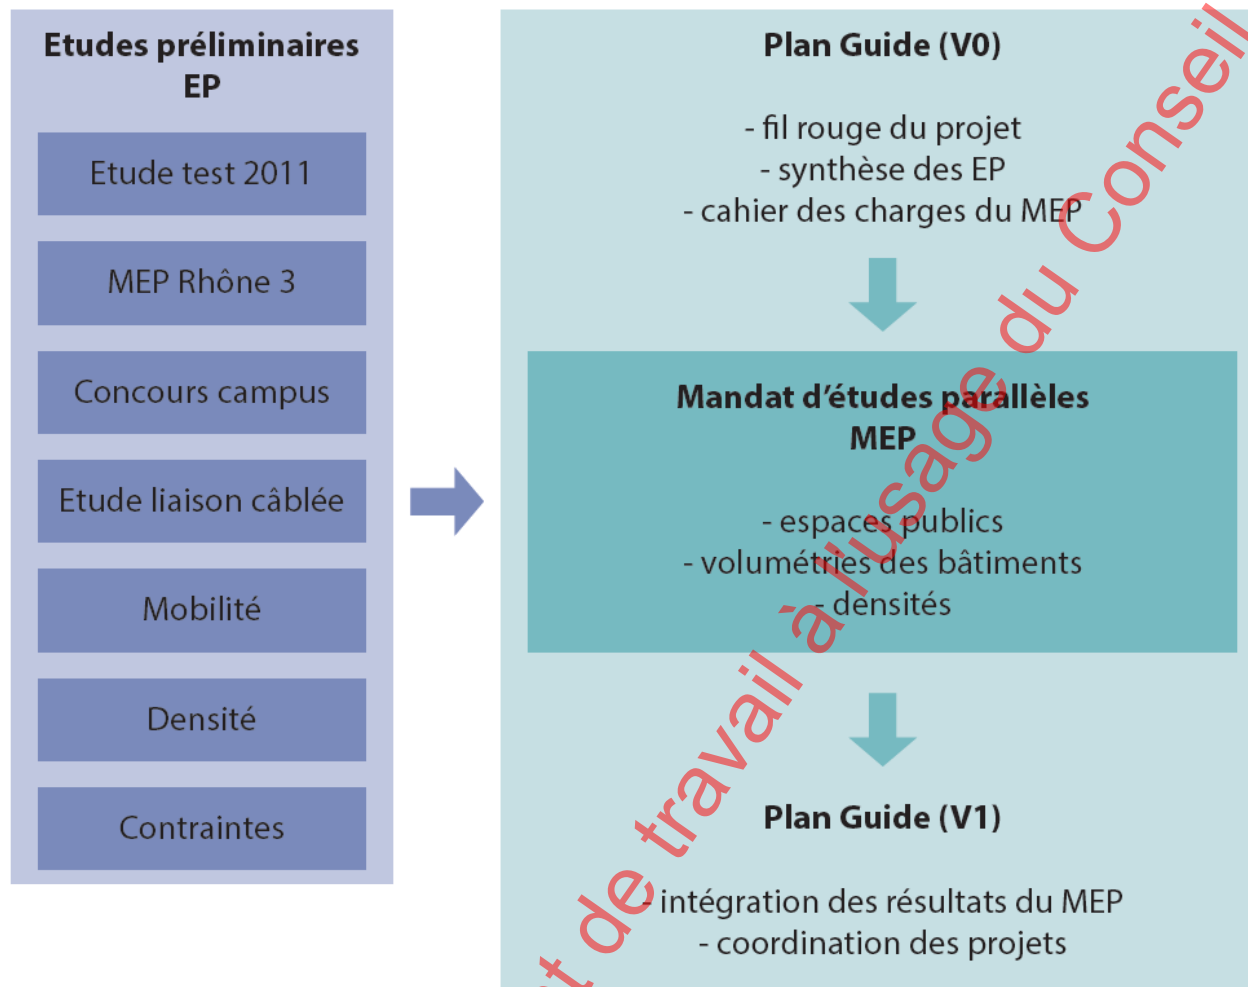 Etudes préliminaires
EP
Etude test 2011
MEP Rhône 3
Concours campus
Etude liaison câblée
Mobilité
Densité
Contraintes
Plan Guide (V0)
- fil rouge du projet
- synthèse des EP
- cahier des charges du MEP
Mandat d'études parallèles
MEP
- espaces publics
- volumétries des bâtiments
- densités
Plan Guide (V1)
- intégration des résultats du MEP
- coordination des projets
de travail à l'usage du Conseil